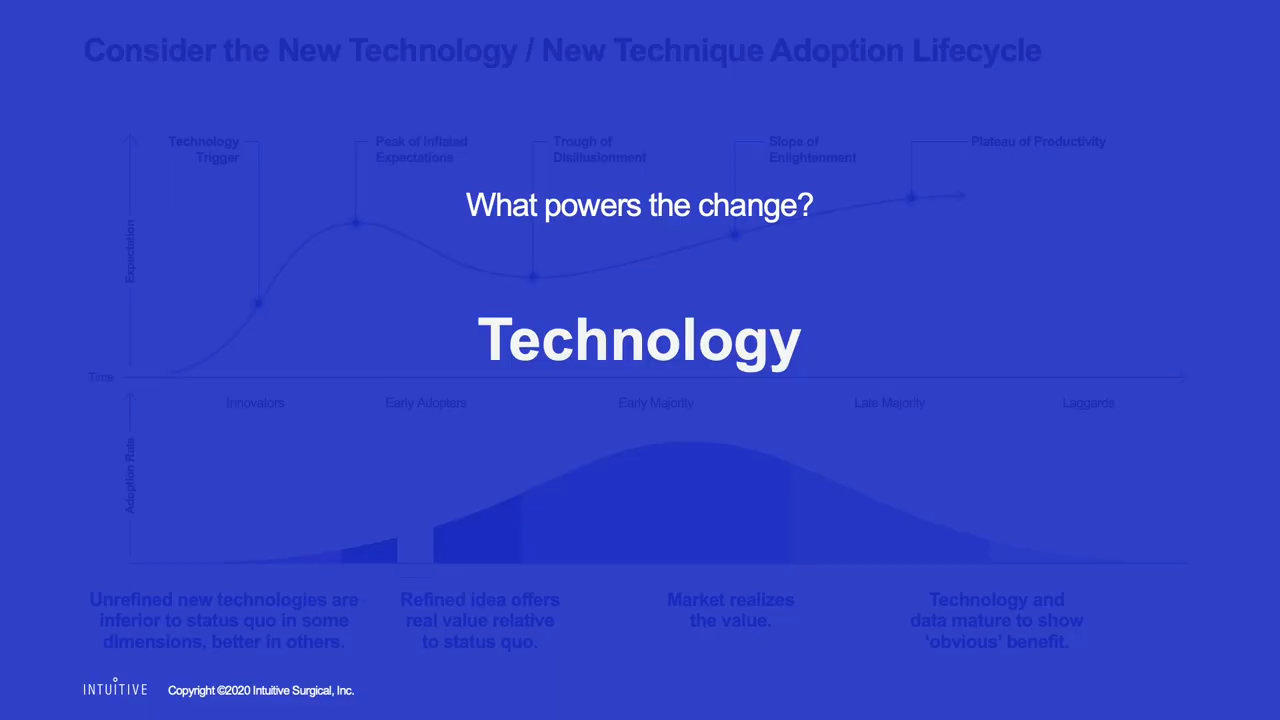 Consider the New Technology / New Technique Adoption Lifecycle
Technology
Trigger
Peak of Inflated
Expectations
Trough of
Disillusionment
Slope of
Enlightenment
Plateau of Productivity
What powers the change?
Expectation
Technology
Time
Innovators
Early Adopters
Early Majority
Late Majority
Laggards
Adoption Rate
Unrefined new technologies are
inferior to status quo in some
dimensions, better in others.
Refined idea offers
real value relative
to status quo.
Market realizes
the value.
Technology and
data mature to show
‘obvious’ benefit.
INTUITIVE
Copyright ©2020 Intuitive Surgical, Inc.